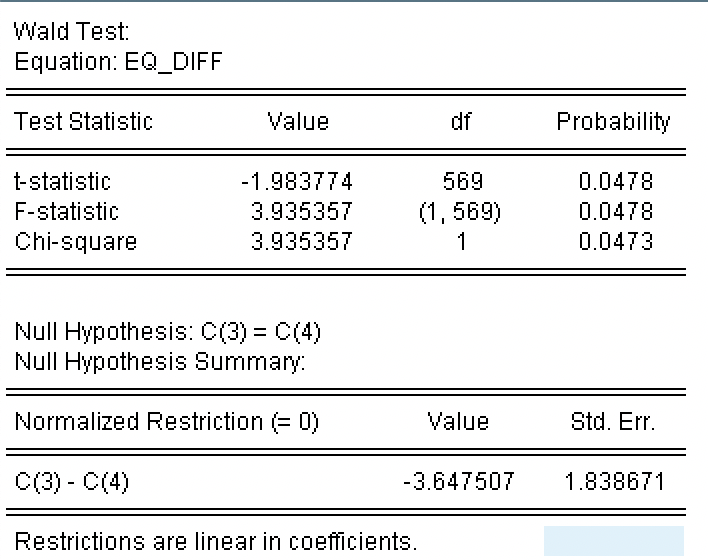 Wald Test:
Equation: EQ_DIFF
Test Statistic Value df Probability
t-statistic -1.983774 569 0.0478
F-statistic 3.935357 (1, 569) 0.0478
Chi-square 3.935357 1 0.0473
Null Hypothesis: C(3) = C(4)
Null Hypothesis Summary:
Normalized Restriction (= 0) Value Std. Err.
C(3) - C(4) -3.647507 1.838671
Restrictions are linear in coefficients.